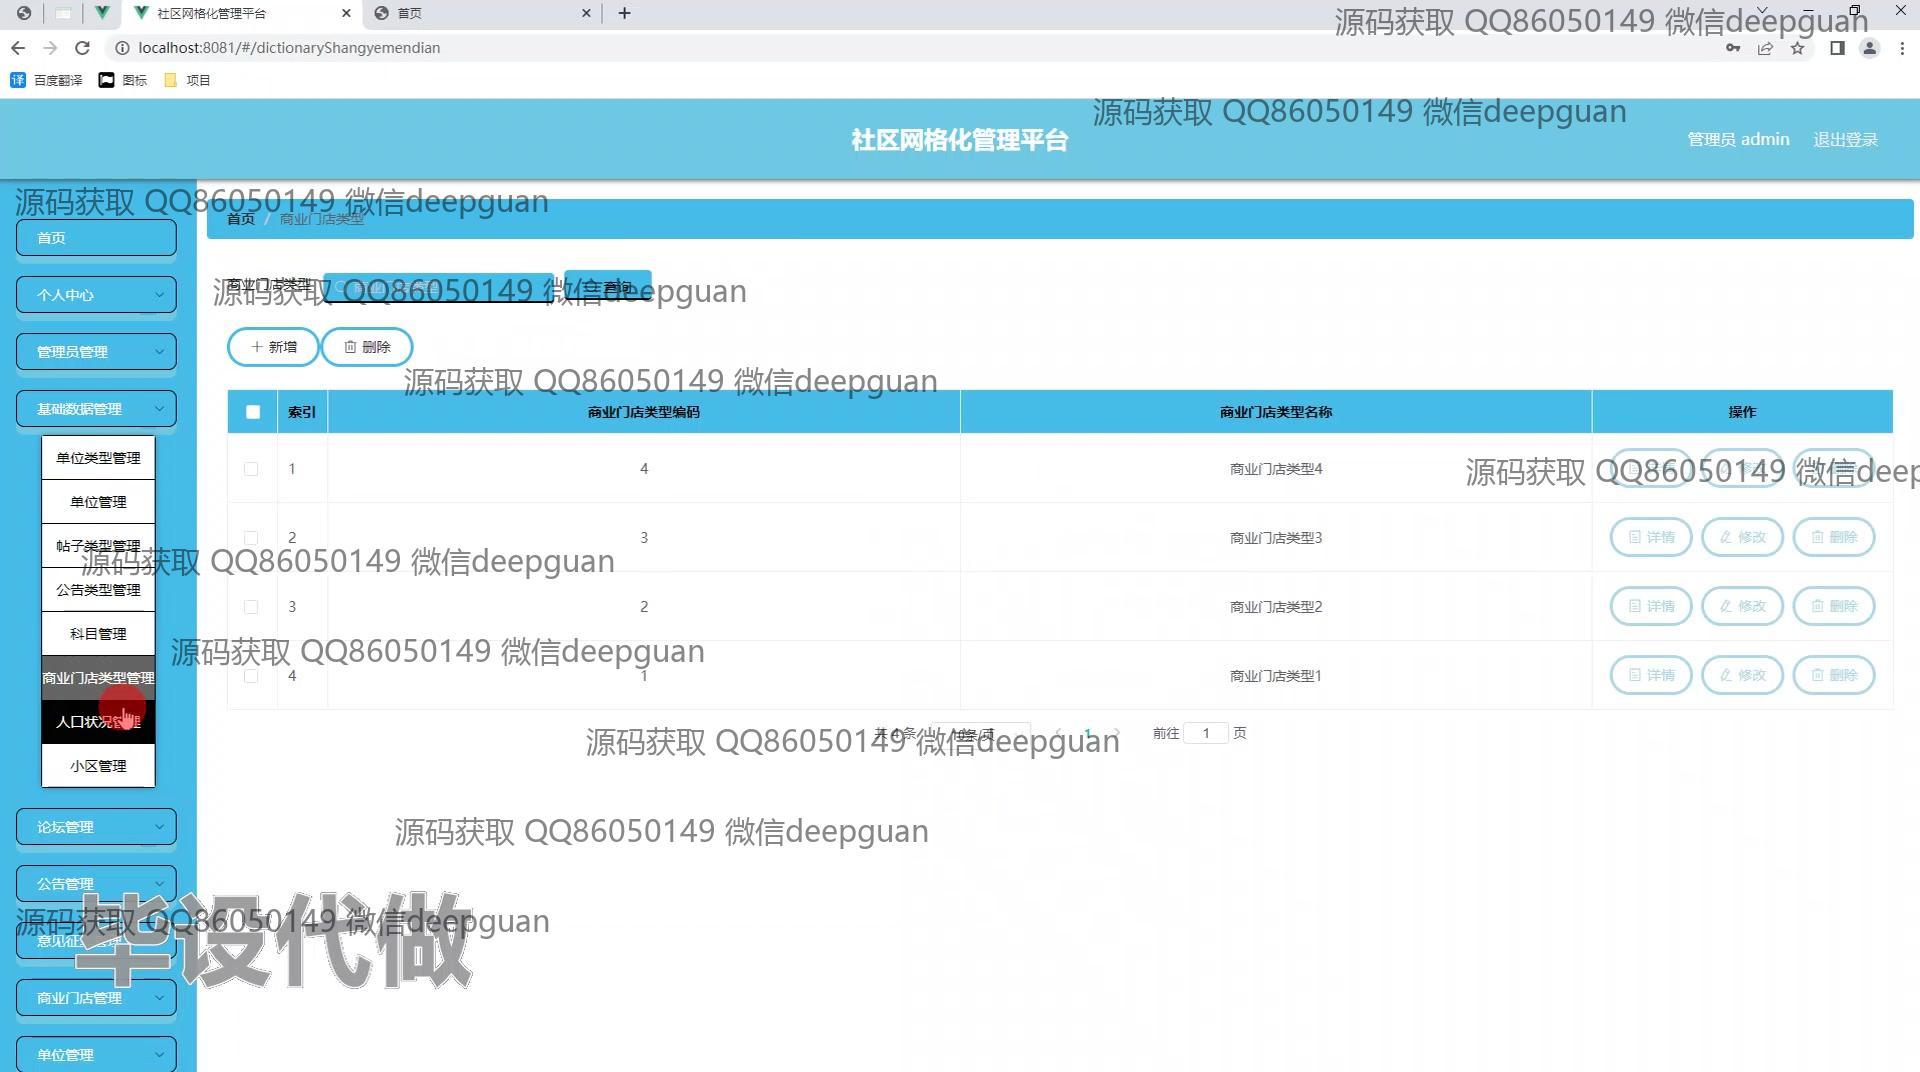 社区网格化管理平台
首页
localhost:8081/#/dictionaryShangyemendian
百度翻译
图标
项目
源码获取 QQ86050149 微信deepguan
源码获取 QQ86050149 微信deepguan
社区网格化管理平台
管理员 admin
退出登录
源码获取 QQ86050149 微信deepguan
首页 / 商业门店类型
首页
个人中心
管理员管理
基础数据管理
单位类型管理
单位管理
帖子类型管理
公告类型管理
科目管理
商业门店类型管理
人口状况管理
小区管理
论坛管理
公告管理
商业门店管理
单位管理
商业门店类型
商业门店类型
查询
源码获取 QQ86050149 微信deepguan
新增
删除
源码获取 QQ86050149 微信deepguan
索引 商业门店类型编码 商业门店类型名称 操作
1 4 商业门店类型4
源码获取 QQ86050149 微信deep
2 3 商业门店类型3 详情 修改 删除
源码获取 QQ86050149 微信deepguan
3 2 商业门店类型2 详情 修改 删除
源码获取 QQ86050149 微信deepguan
4 1 商业门店类型1 详情 修改 删除
共 4 条 10条/页 1 前往 1 页
源码获取 QQ86050149 微信deepguan
源码获取 QQ86050149 微信deepguan
源码获取 QQ86050149 微信deepguan
毕设代做